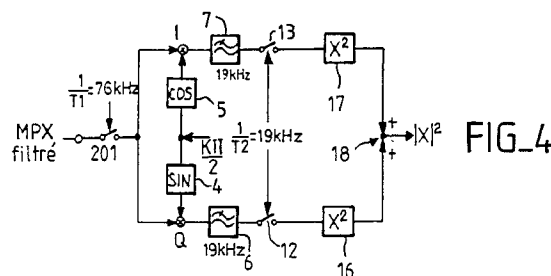 I
7
13
X²
19kHz
17
1/T1=76kHz
COS
5
MPX
filtré
201
KΠ/2
1/T2=19kHz
18
+
+
|X|²
FIG_4
SIN
4
Q
19kHz
6
12
X²
16